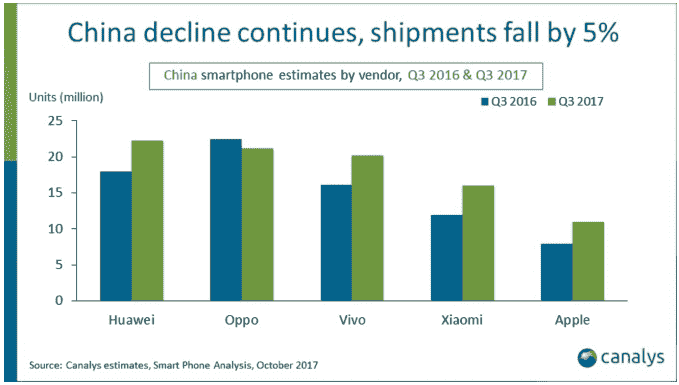 China decline continues, shipments fall by 5%
China smartphone estimates by vendor, Q3 2016 & Q3 2017
Units (million)
Q3 2016 Q3 2017
25
20
15
10
5
0
Huawei Oppo Vivo Xiaomi Apple
Source: Canalys estimates, Smart Phone Analysis, October 2017
canalys